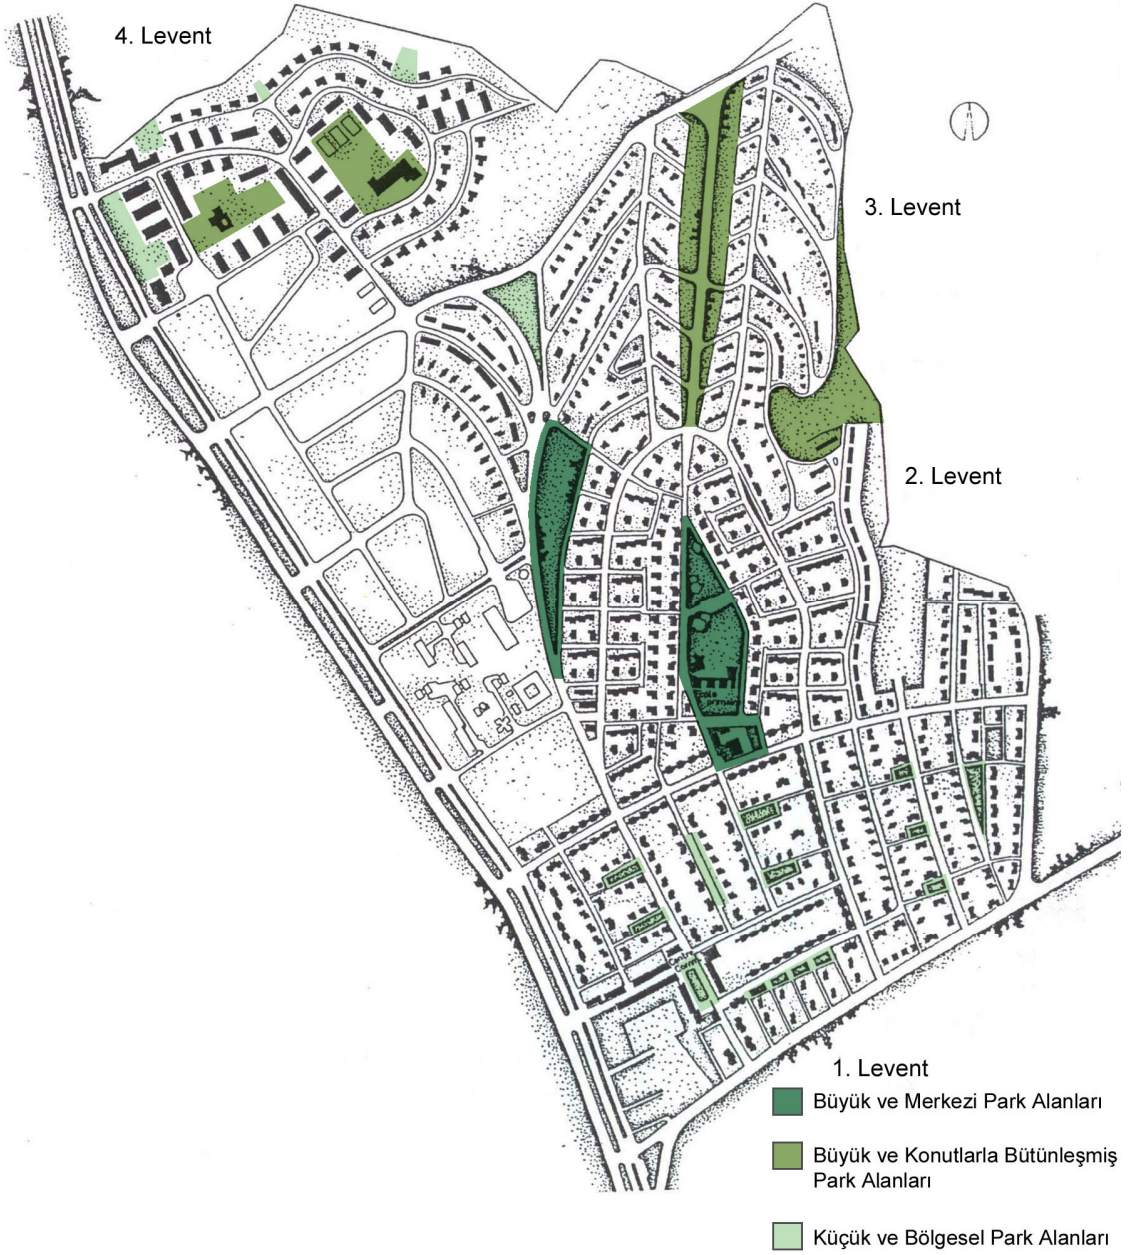 4. Levent
3. Levent
2. Levent
1. Levent
Büyük ve Merkezi Park Alanları
Büyük ve Konutlarla Bütünleşmiş
Park Alanları
Küçük ve Bölgesel Park Alanları